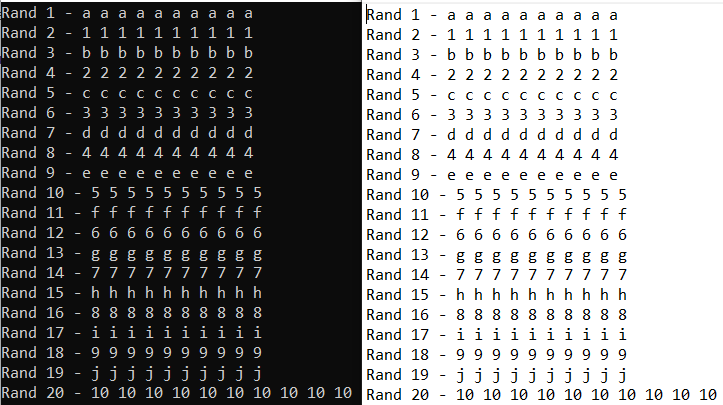 Rand 1 - a a a a a a a a a a
Rand 2 - 1 1 1 1 1 1 1 1 1 1
Rand 3 - b b b b b b b b b b
Rand 4 - 2 2 2 2 2 2 2 2 2 2
Rand 5 - c c c c c c c c c c
Rand 6 - 3 3 3 3 3 3 3 3 3 3
Rand 7 - d d d d d d d d d d
Rand 8 - 4 4 4 4 4 4 4 4 4 4
Rand 9 - e e e e e e e e e e
Rand 10 - 5 5 5 5 5 5 5 5 5 5
Rand 11 - f f f f f f f f f f
Rand 12 - 6 6 6 6 6 6 6 6 6 6
Rand 13 - g g g g g g g g g g
Rand 14 - 7 7 7 7 7 7 7 7 7 7
Rand 15 - h h h h h h h h h h
Rand 16 - 8 8 8 8 8 8 8 8 8 8
Rand 17 - i i i i i i i i i i
Rand 18 - 9 9 9 9 9 9 9 9 9 9
Rand 19 - j j j j j j j j j j
Rand 20 - 10 10 10 10 10 10 10 10 10 10
Rand 1 - a a a a a a a a a a
Rand 2 - 1 1 1 1 1 1 1 1 1 1
Rand 3 - b b b b b b b b b b
Rand 4 - 2 2 2 2 2 2 2 2 2 2
Rand 5 - c c c c c c c c c c
Rand 6 - 3 3 3 3 3 3 3 3 3 3
Rand 7 - d d d d d d d d d d
Rand 8 - 4 4 4 4 4 4 4 4 4 4
Rand 9 - e e e e e e e e e e
Rand 10 - 5 5 5 5 5 5 5 5 5 5
Rand 11 - f f f f f f f f f f
Rand 12 - 6 6 6 6 6 6 6 6 6 6
Rand 13 - g g g g g g g g g g
Rand 14 - 7 7 7 7 7 7 7 7 7 7
Rand 15 - h h h h h h h h h h
Rand 16 - 8 8 8 8 8 8 8 8 8 8
Rand 17 - i i i i i i i i i i
Rand 18 - 9 9 9 9 9 9 9 9 9 9
Rand 19 - j j j j j j j j j j
Rand 20 - 10 10 10 10 10 10 10 10 10 10